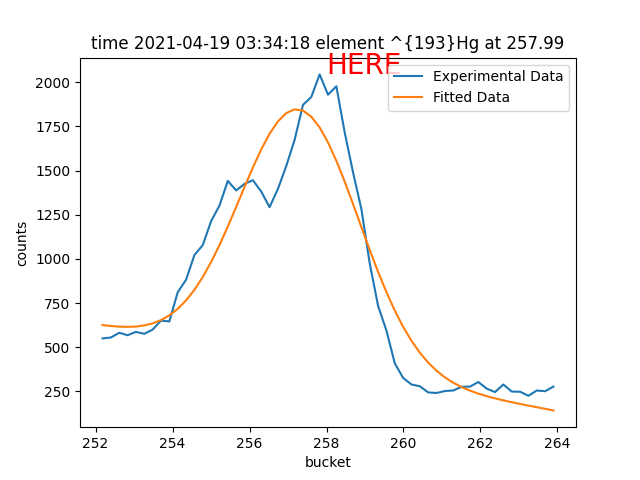 time 2021-04-19 03:34:18 element ^{193}Hg at 257.99
HERE
Experimental Data
Fitted Data
2000
1750
1500
1250
1000
750
500
250
counts
252 254 256 258 260 262 264
bucket